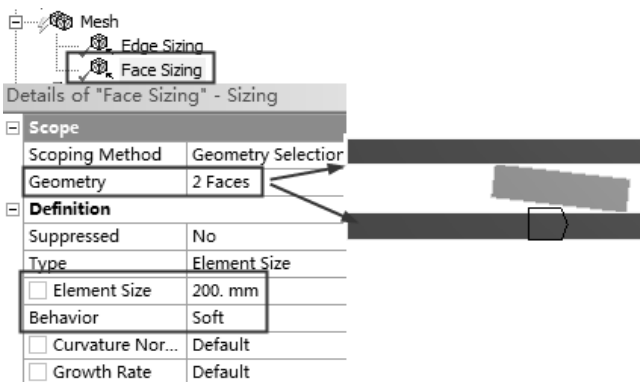 Mesh
Edge Sizing
Face Sizing
Details of "Face Sizing" - Sizing
Scope
Scoping Method Geometry Selection
Geometry 2 Faces
Definition
Suppressed No
Type Element Size
Element Size 200. mm
Behavior Soft
Curvature Nor... Default
Growth Rate Default